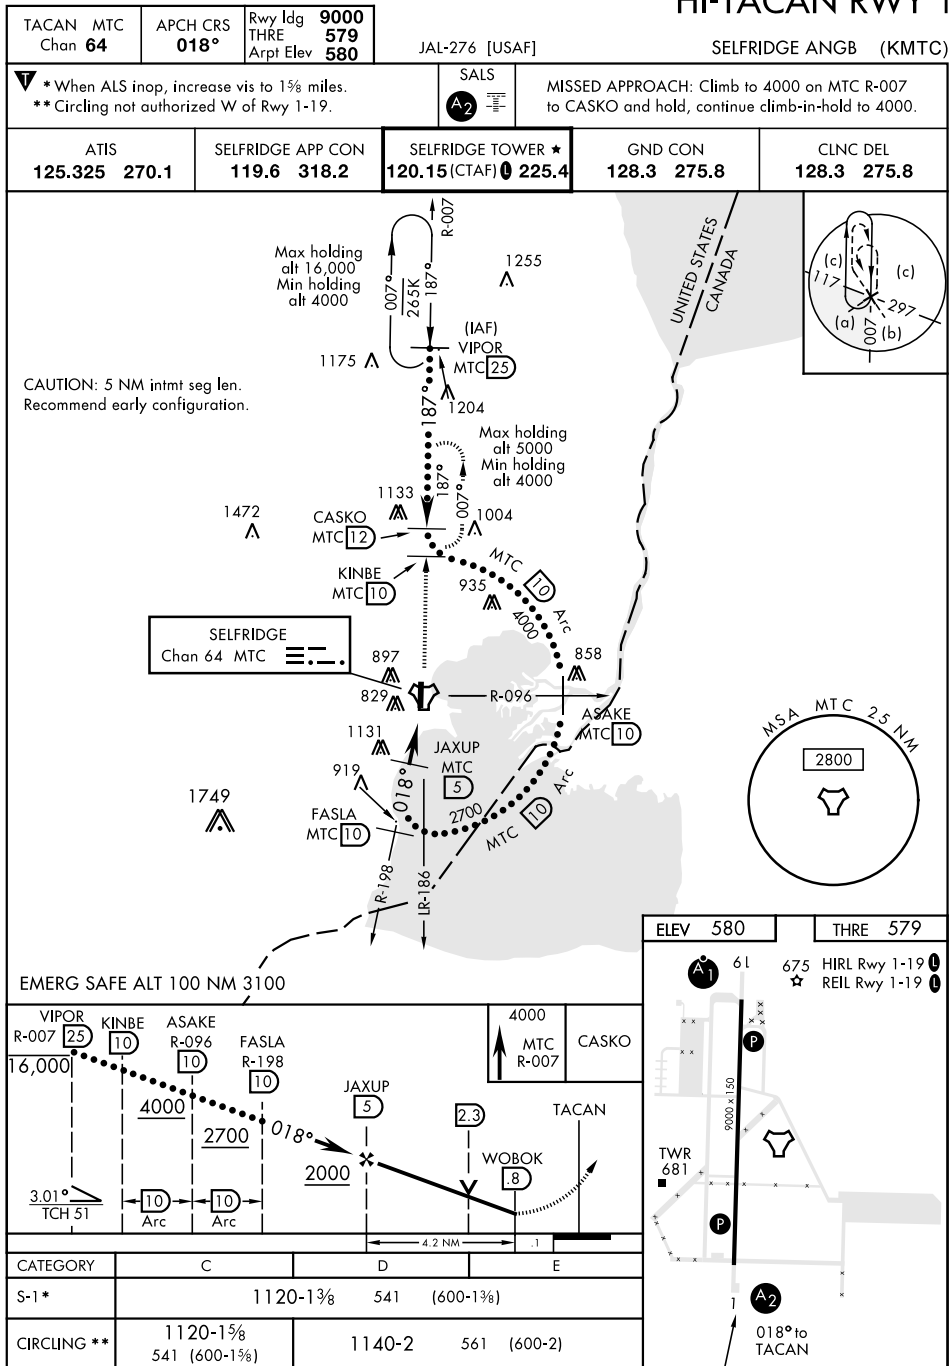 HI-TACAN RWY 1
TACAN MTC
Chan 64
APCH CRS
018°
Rwy ldg 9000
THRE 579
Arpt Elev 580
JAL-276 [USAF]
SELFRIDGE ANGB (KMTC)
T * When ALS inop, increase vis to 1⅝ miles.
** Circling not authorized W of Rwy 1-19.
SALS
A2
MISSED APPROACH: Climb to 4000 on MTC R-007
to CASKO and hold, continue climb-in-hold to 4000.
ATIS
125.325 270.1
SELFRIDGE APP CON
119.6 318.2
SELFRIDGE TOWER ★
120.15 (CTAF) L 225.4
GND CON
128.3 275.8
CLNC DEL
128.3 275.8
R-007
Max holding
alt 16,000
Min holding
alt 4000
007°
265K
187°
1255
(IAF)
VIPOR
MTC 25
1175
CAUTION: 5 NM intmt seg len.
Recommend early configuration.
187°
1204
Max holding
alt 5000
Min holding
alt 4000
187°
007°
1133
1472
CASKO
MTC 12
1004
KINBE
MTC 10
935
MTC 10 Arc
4000
SELFRIDGE
Chan 64 MTC
897
829
858
R-096
ASAKE
MTC 10
1131
JAXUP
MTC
5
919
018°
1749
FASLA
MTC 10
2700
MTC 10 Arc
R-198
LR-186
UNITED STATES
CANADA
(c)
(c)
117
297
(a)
(b)
007
MSA MTC 25 NM
2800
EMERG SAFE ALT 100 NM 3100
VIPOR
R-007 25
16,000
KINBE
10
ASAKE
R-096
10
FASLA
R-198
10
4000
2700
018°
2000
JAXUP
5
2.3
WOBOK
.8
TACAN
4000
MTC
R-007
CASKO
3.01°
TCH 51
10
Arc
10
Arc
4.2 NM
.1
CATEGORY C D E
S-1* 1120-1⅜ 541 (600-1⅜)
CIRCLING ** 1120-1⅝
541 (600-1⅝)
1140-2 561 (600-2)
ELEV 580
THRE 579
A1
19
675
HIRL Rwy 1-19 L
REIL Rwy 1-19 L
P
9000 x 150
TWR
681
P
1
A2
018° to
TACAN